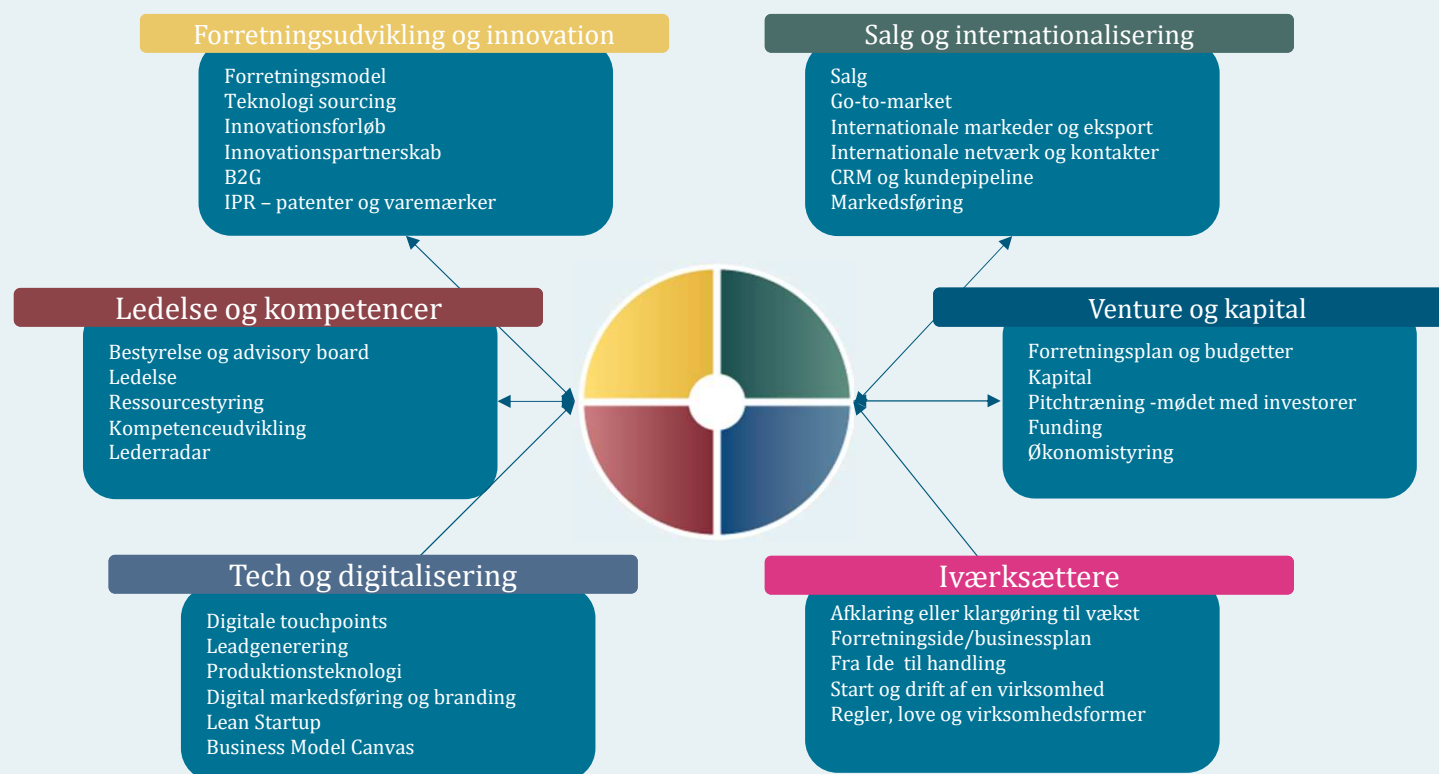 Forretningsudvikling og innovation
Forretningsmodel
Teknologi sourcing
Innovationsforløb
Innovationspartnerskab
B2G
IPR – patenter og varemærker
Salg og internationalisering
Salg
Go-to-market
Internationale markeder og eksport
Internationale netværk og kontakter
CRM og kundepipeline
Markedsføring
Ledelse og kompetencer
Bestyrelse og advisory board
Ledelse
Ressourcestyring
Kompetenceudvikling
Lederradar
Venture og kapital
Forretningsplan og budgetter
Kapital
Pitchtræning -mødet med investorer
Funding
Økonomistyring
Tech og digitalisering
Digitale touchpoints
Leadgenerering
Produktionsteknologi
Digital markedsføring og branding
Lean Startup
Business Model Canvas
Iværksættere
Afklaring eller klargøring til vækst
Forretningside/businessplan
Fra Ide  til handling
Start og drift af en virksomhed
Regler, love og virksomhedsformer